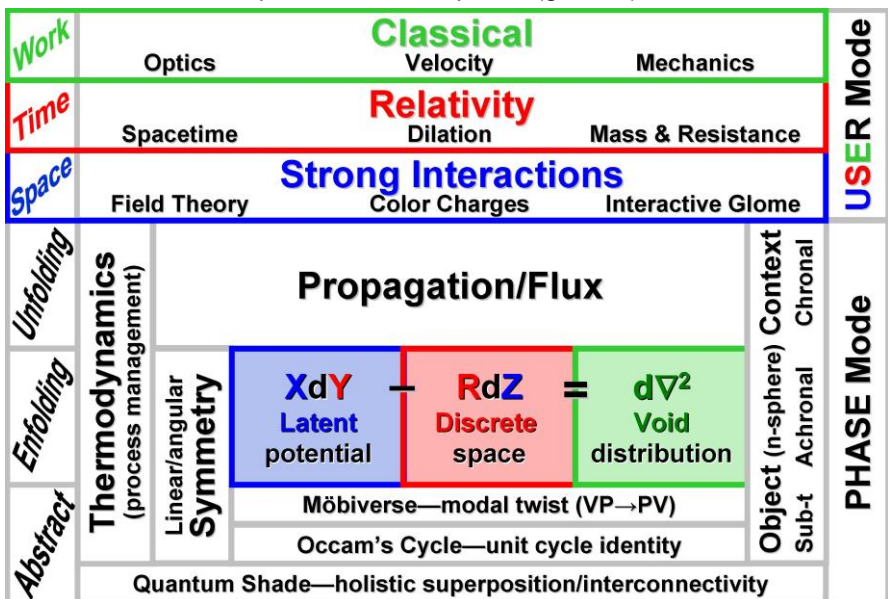 Work
Classical
Optics Velocity Mechanics
Time
Relativity
Spacetime Dilation Mass & Resistance
Space
Strong Interactions
Field Theory Color Charges Interactive Glome
USER Mode
Unfolding
Enfolding
Abstract
Thermodynamics
(process management)
Propagation/Flux
Linear/angular
Symmetry
XdY − RdZ = d∇²
Latent Discrete Void
potential space distribution
Möbiverse—modal twist (VP→PV)
Occam's Cycle—unit cycle identity
Quantum Shade—holistic superposition/interconnectivity
Object (n-sphere) Context
Sub-t Achronal Chronal
PHASE Mode